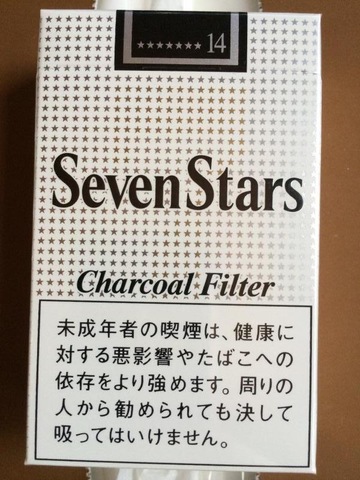 ★★★★★★★ 14
Seven Stars
Charcoal Filter
未成年者の喫煙は、健康に
対する悪影響やたばこへの
依存をより強めます。周りの
人から勧められても決して
吸ってはいけません。